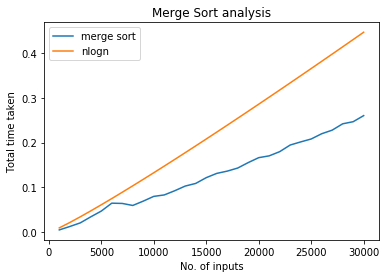 Merge Sort analysis
merge sort
nlogn
Total time taken
0.4
0.3
0.2
0.1
0.0
0 5000 10000 15000 20000 25000 30000
No. of inputs